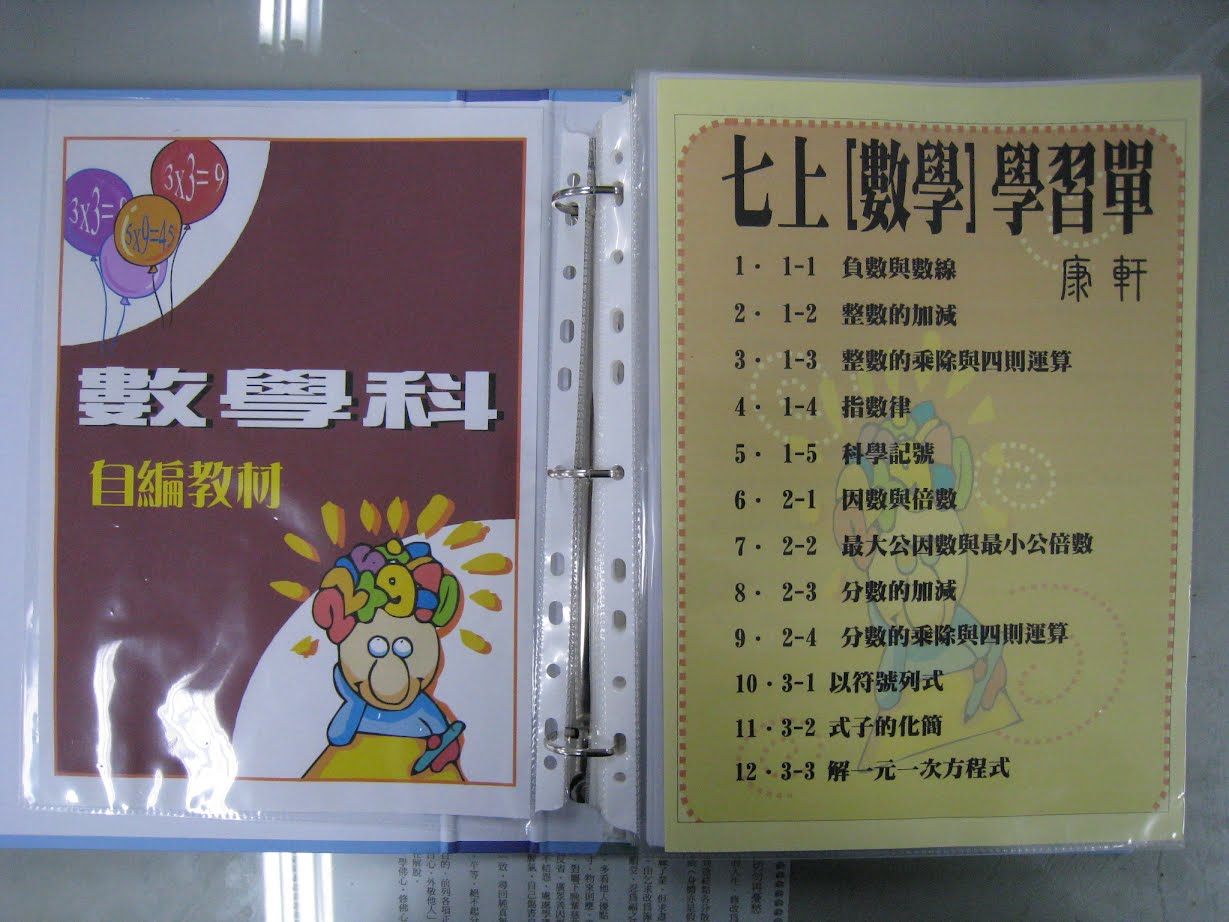 3x3=9
3x3=
5x9=45
數學科
自編教材
七上[數學]學習單
康軒
1. 1-1 負數與數線
2. 1-2 整數的加減
3. 1-3 整數的乘除與四則運算
4. 1-4 指數律
5. 1-5 科學記號
6. 2-1 因數與倍數
7. 2-2 最大公因數與最小公倍數
8. 2-3 分數的加減
9. 2-4 分數的乘除與四則運算
10.3-1 以符號列式
11.3-2 式子的化簡
12.3-3 解一元一次方程式